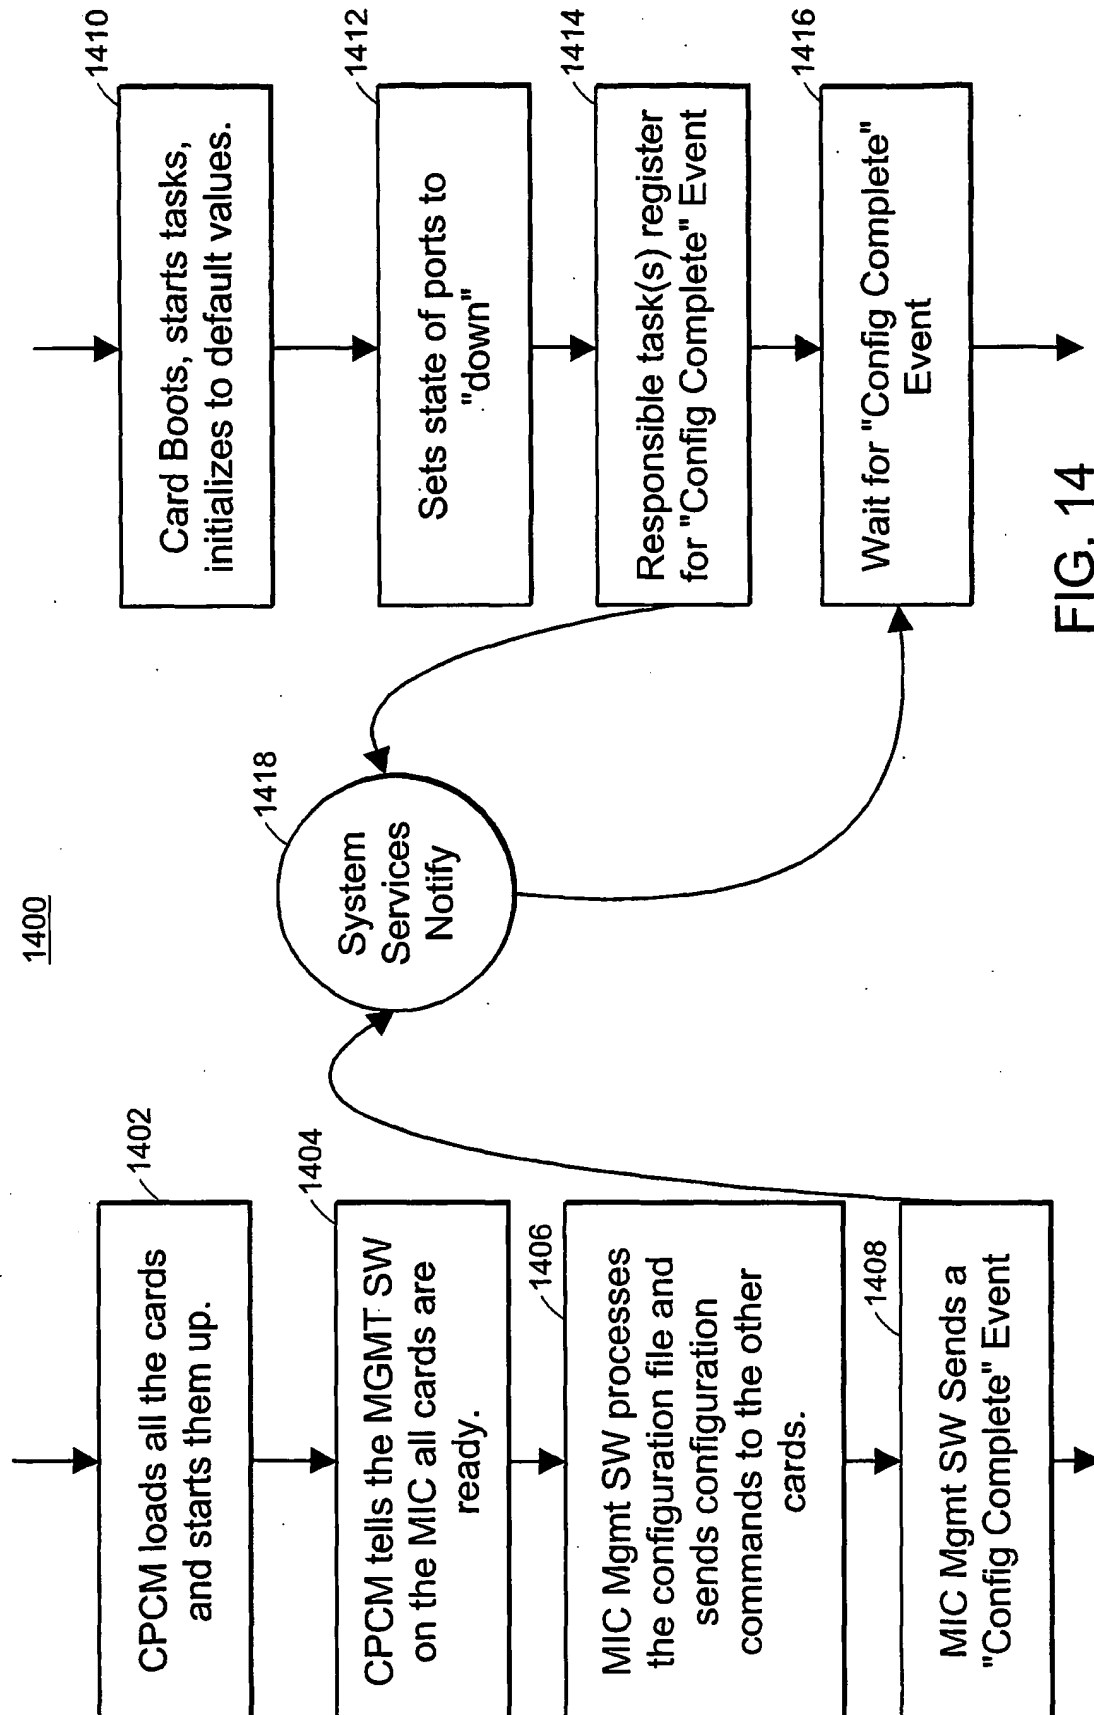 1400
1402
CPCM loads all the cards
and starts them up.
1404
CPCM tells the MGMT SW
on the MIC all cards are
ready.
1406
MIC Mgmt SW processes
the configuration file and
sends configuration
commands to the other
cards.
1408
MIC Mgmt SW Sends a
"Config Complete" Event
1418
System
Services
Notify
1410
Card Boots, starts tasks,
initializes to default values.
1412
Sets state of ports to
"down"
1414
Responsible task(s) register
for "Config Complete" Event
1416
Wait for "Config Complete"
Event
FIG. 14